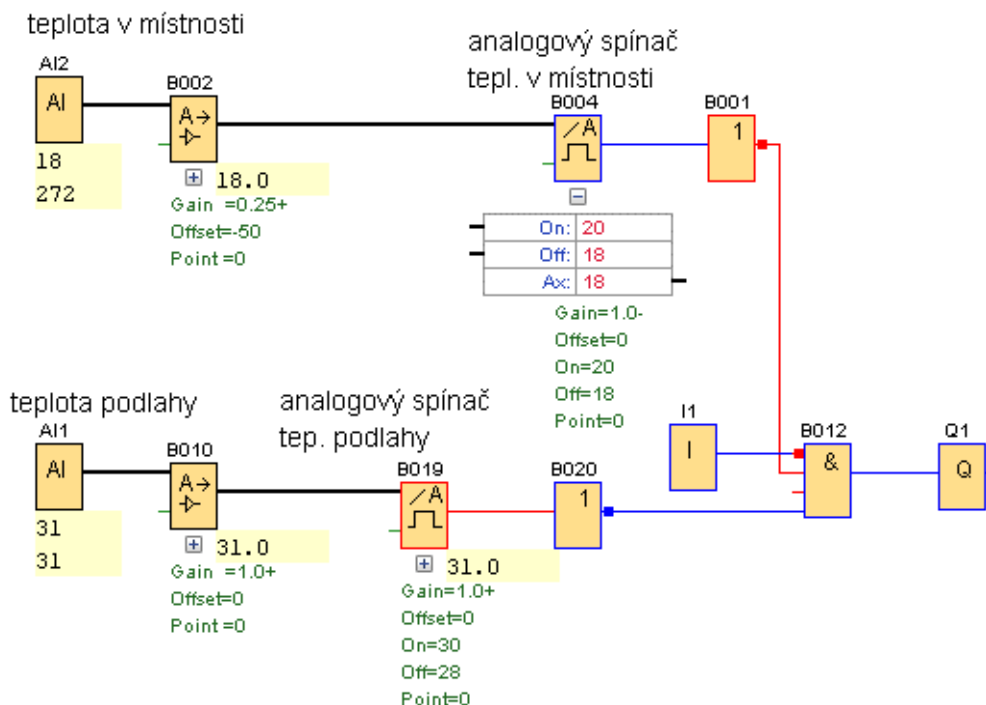 teplota v místnosti
analogový spínač
tepl. v místnosti
AI2
AI
18
272
B002
A→
18.0
Gain =0.25+
Offset=-50
Point =0
B004
/A
On: 20
Off: 18
Ax: 18
Gain=1.0-
Offset=0
On=20
Off=18
Point=0
B001
1
teplota podlahy
analogový spínač
tep. podlahy
AI1
AI
31
31
B010
A→
31.0
Gain =1.0+
Offset=0
Point =0
B019
/A
31.0
Gain=1.0+
Offset=0
On=30
Off=28
Point=0
B020
1
I1
I
B012
&
Q1
Q